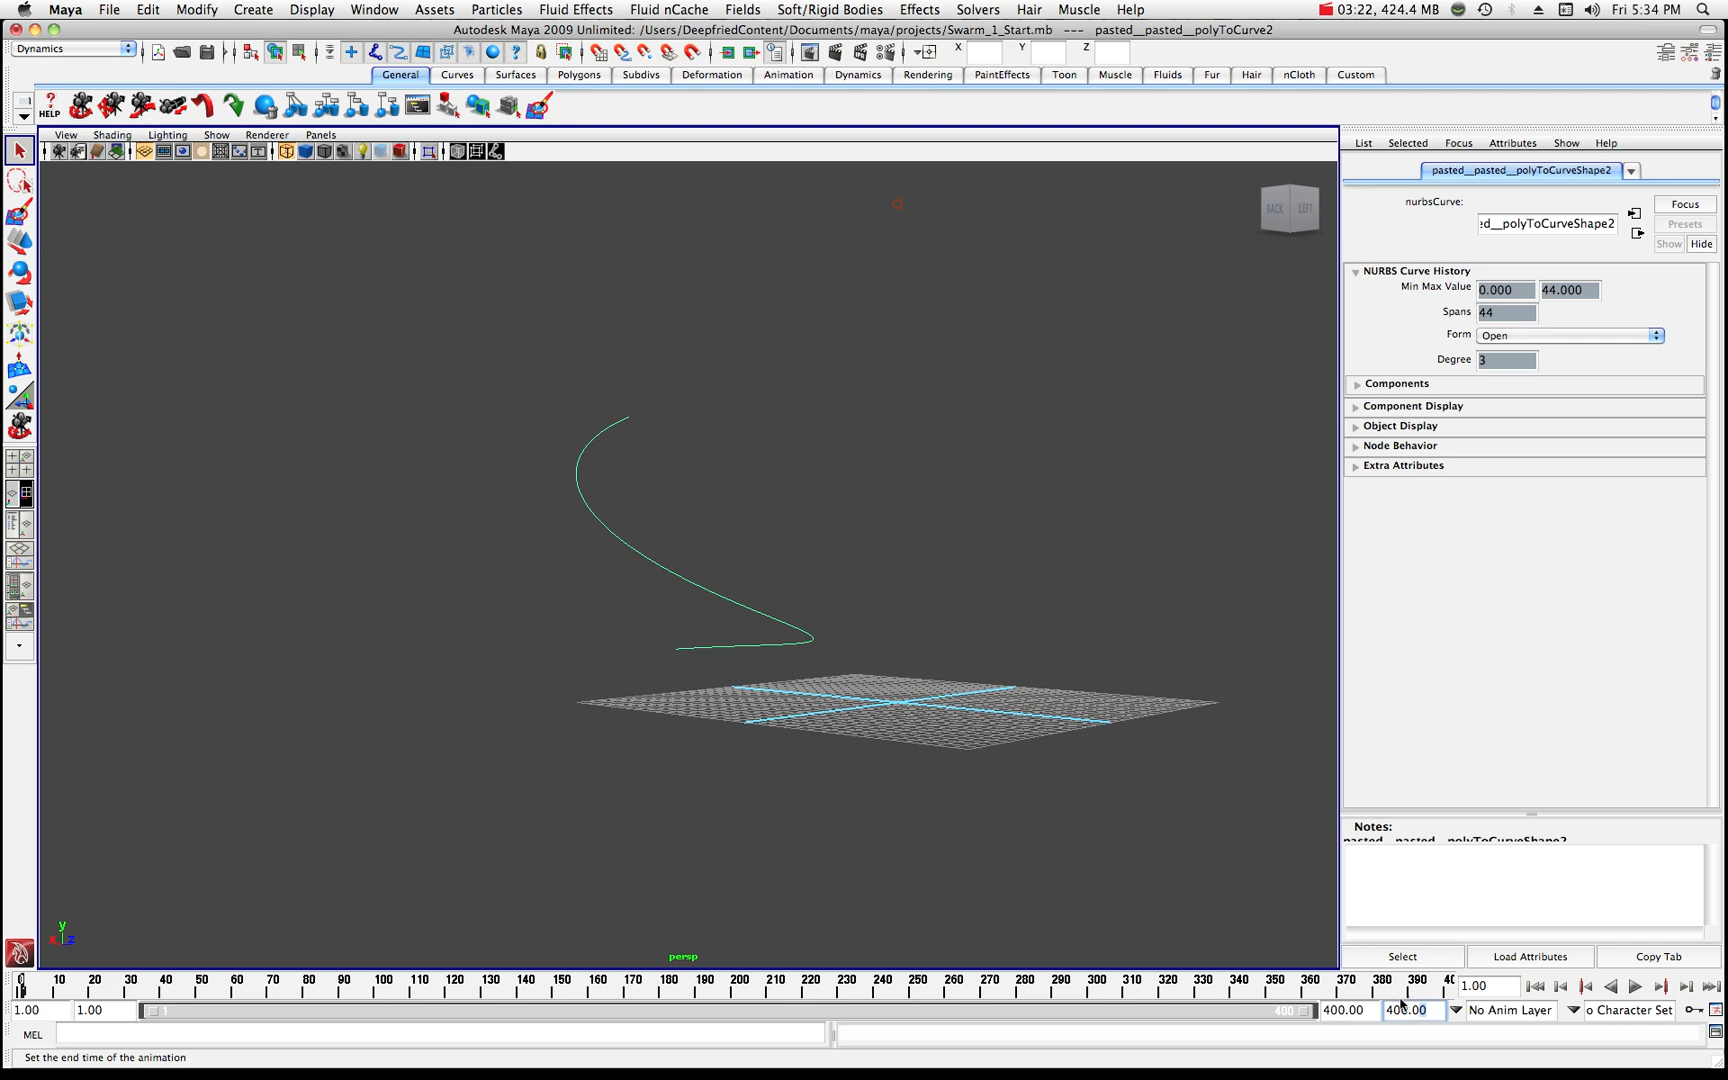 Maya File Edit Modify Create Display Window Assets Particles Fluid Effects Fluid nCache Fields Soft/Rigid Bodies Effects Solvers Hair Muscle Help 03:22, 424.4 MB Fri 5:34 PM
Autodesk Maya 2009 Unlimited: /Users/DeepfriedContent/Documents/maya/projects/Swarm_1_Start.mb --- pasted__pasted__polyToCurve2
Dynamics X Y Z
General Curves Surfaces Polygons Subdivs Deformation Animation Dynamics Rendering PaintEffects Toon Muscle Fluids Fur Hair nCloth Custom
HELP
View Shading Lighting Show Renderer Panels
List Selected Focus Attributes Show Help
pasted__pasted__polyToCurveShape2
BACK LEFT
nurbsCurve:
Focus
:d__polyToCurveShape2
Presets
Show Hide
NURBS Curve History
Min Max Value 0.000 44.000
Spans 44
Form Open
Degree 3
Components
Component Display
Object Display
Node Behavior
Extra Attributes
Notes:
pasted__pasted__polyToCurveShape2
y
x z
persp
Select Load Attributes Copy Tab
0 10 20 30 40 50 60 70 80 90 100 110 120 130 140 150 160 170 180 190 200 210 220 230 240 250 260 270 280 290 300 310 320 330 340 350 360 370 380 390 40 1.00
1.00 1.00 1 400 400.00 400.00 No Anim Layer o Character Set
MEL
Set the end time of the animation